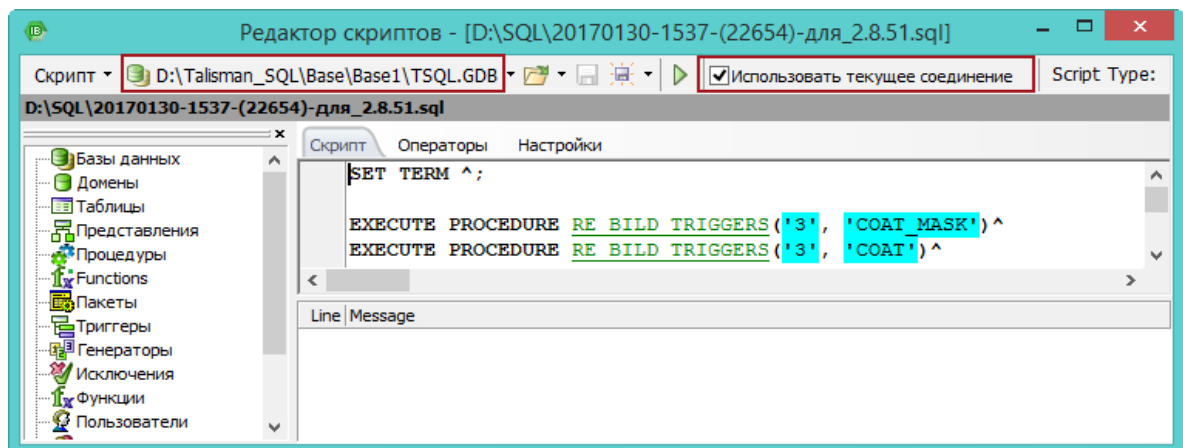 Редактор скриптов - [D:\SQL\20170130-1537-(22654)-для_2.8.51.sql]
Скрипт D:\Talisman_SQL\Base\Base1\TSQL.GDB Использовать текущее соединение Script Type:
D:\SQL\20170130-1537-(22654)-для_2.8.51.sql
Базы данных
Домены
Таблицы
Представления
Процедуры
Functions
Пакеты
Триггеры
Генераторы
Исключения
Функции
Пользователи
Скрипт Операторы Настройки
SET TERM ^;
EXECUTE PROCEDURE RE_BILD_TRIGGERS('3', 'COAT_MASK')^
EXECUTE PROCEDURE RE_BILD_TRIGGERS('3', 'COAT')^
Line Message